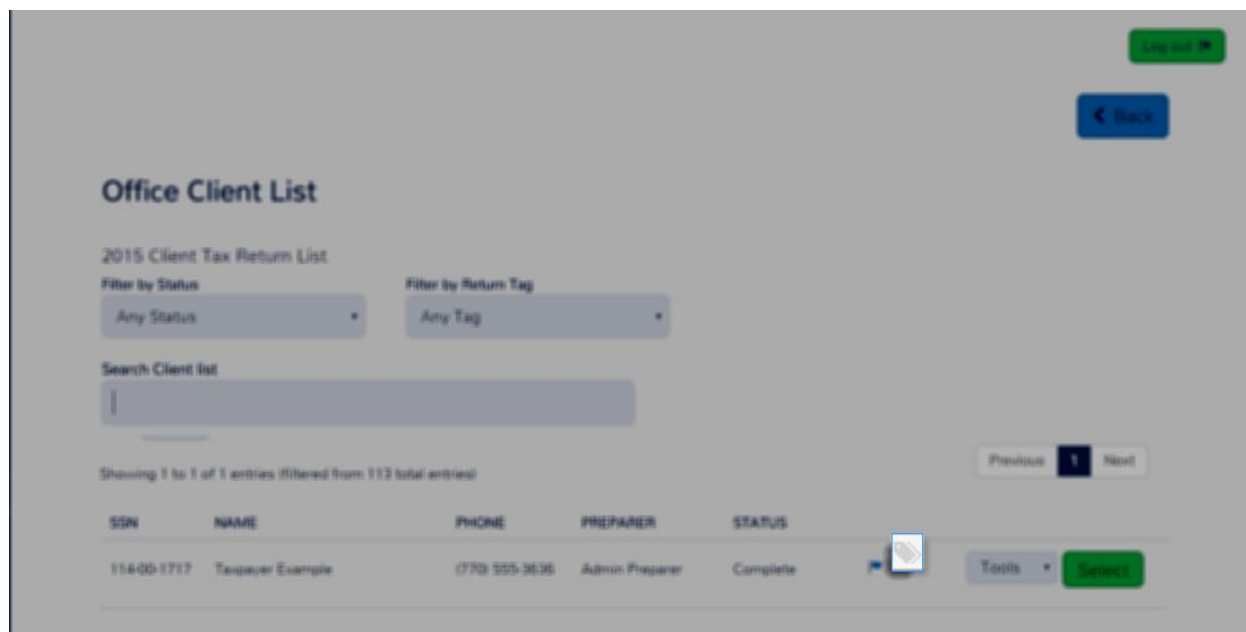 Log out
Back
Office Client List
2015 Client Tax Return List
Filter by Status
Filter by Return Tag
Any Status
Any Tag
Search Client list
Showing 1 to 1 of 1 entries (filtered from 113 total entries)
Previous 1 Next
SSN NAME PHONE PREPARER STATUS
114-00-1717 Taxpayer Example (770) 555-3636 Admin Preparer Complete Tools Select